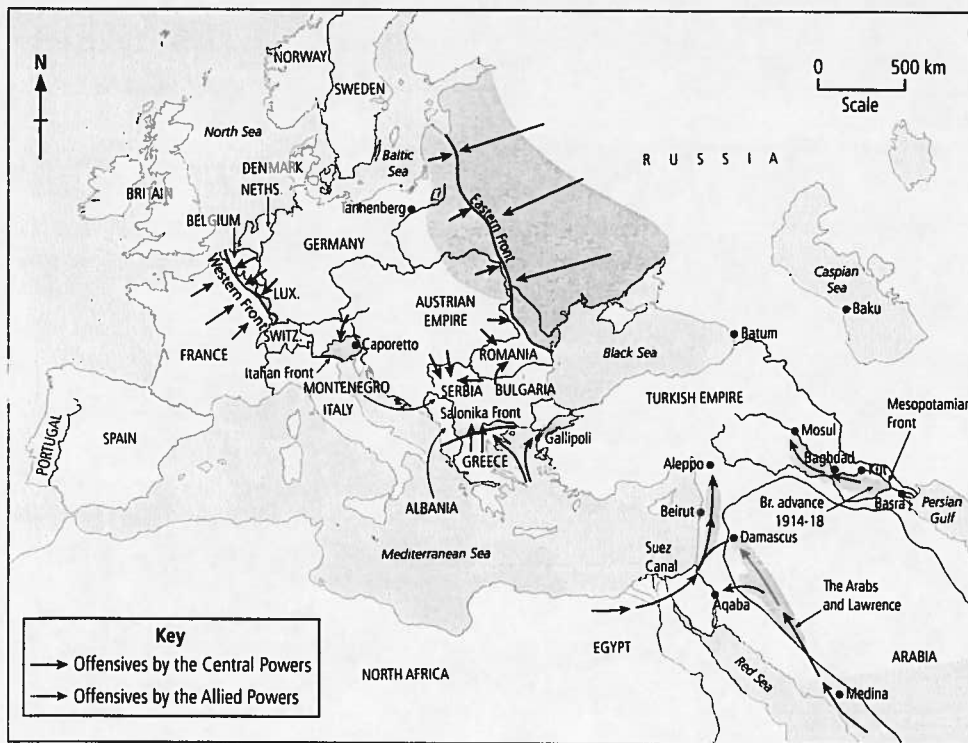 N
NORWAY
SWEDEN
0 500 km
Scale
North Sea
Baltic
Sea
RUSSIA
DENMARK
NETHS.
BRITAIN
Tannenberg
Eastern Front
BELGIUM
GERMANY
Western Front
LUX.
Caspian
Sea
Baku
AUSTRIAN
EMPIRE
SWITZ.
Caporetto
FRANCE
Italian Front
ROMANIA
Black Sea
Batum
MONTENEGRO
ITALY
SERBIA
BULGARIA
TURKISH EMPIRE
Mesopotamian
Front
PORTUGAL
SPAIN
Salonika Front
Gallipoli
GREECE
Mosul
Baghdad
Kut
Aleppo
ALBANIA
Beirut
Br. advance
1914-18
Basra
Persian
Gulf
Mediterranean Sea
Suez
Canal
Damascus
The Arabs
and Lawrence
Aqaba
EGYPT
Red Sea
ARABIA
Medina
NORTH AFRICA
Key
Offensives by the Central Powers
Offensives by the Allied Powers